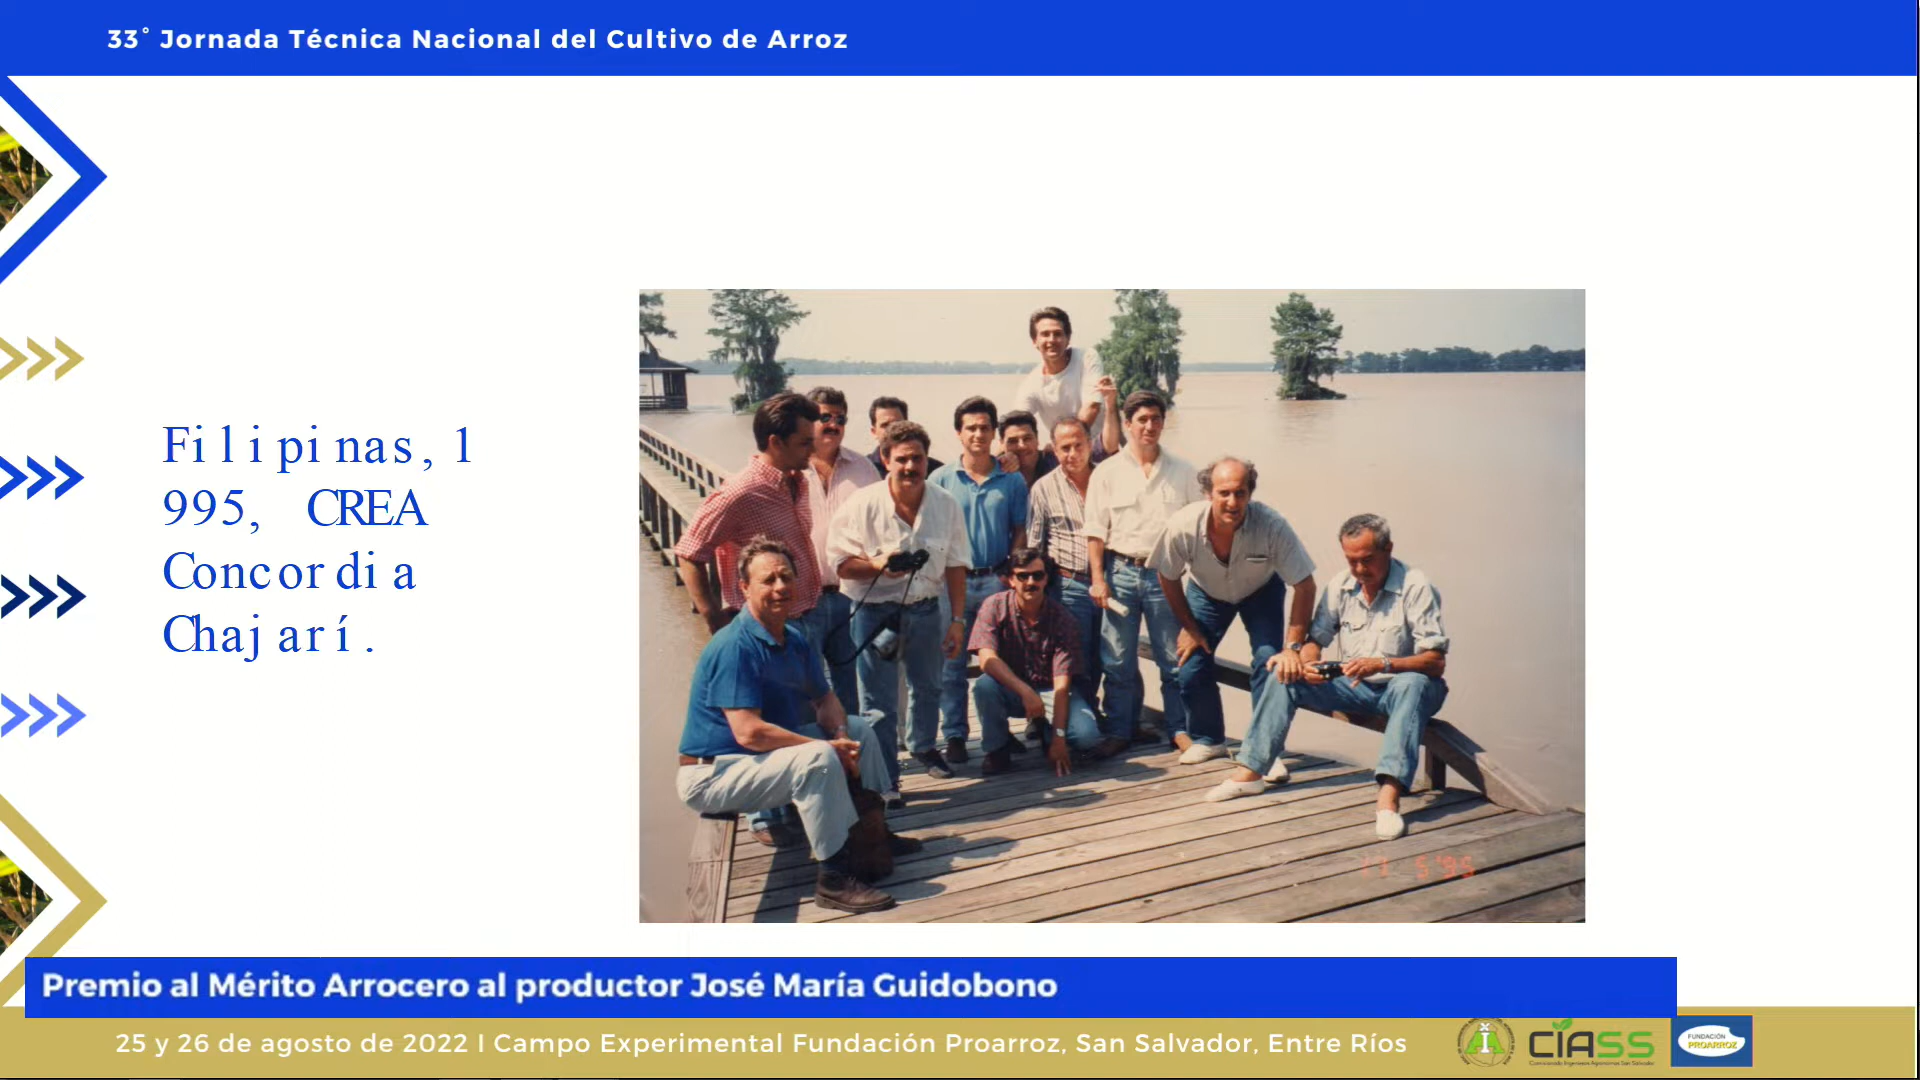 33° Jornada Técnica Nacional del Cultivo de Arroz
Filipinas, 1
995, CREA
Concordia
Chajarí.
Premio al Mérito Arrocero al productor José María Guidobono
25 y 26 de agosto de 2022 I Campo Experimental Fundación Proarroz, San Salvador, Entre Ríos
CIASS
FUNDACIÓN
PROARROZ